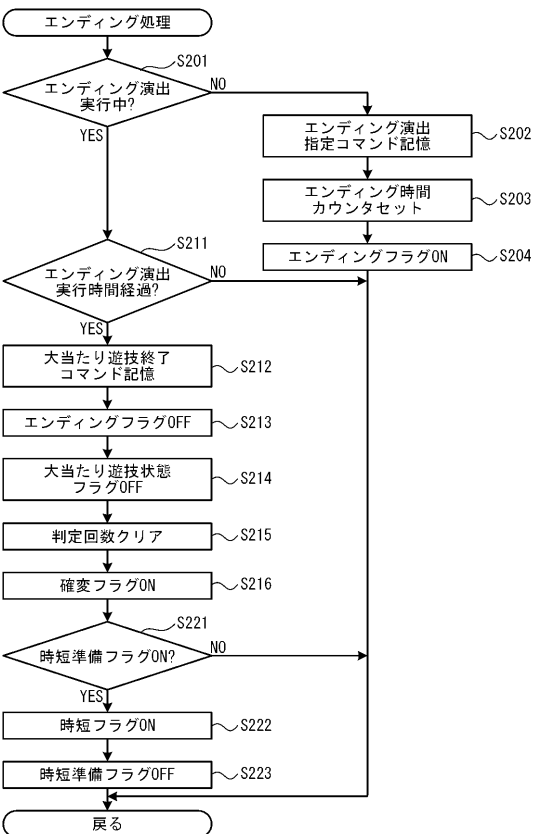 エンディング処理
S201
エンディング演出
実行中?
NO
YES
エンディング演出
指定コマンド記憶
S202
エンディング時間
カウンタセット
S203
エンディングフラグON
S204
S211
エンディング演出
実行時間経過?
NO
YES
大当たり遊技終了
コマンド記憶
S212
エンディングフラグOFF
S213
大当たり遊技状態
フラグOFF
S214
判定回数クリア
S215
確変フラグON
S216
S221
時短準備フラグON?
NO
YES
時短フラグON
S222
時短準備フラグOFF
S223
戻る